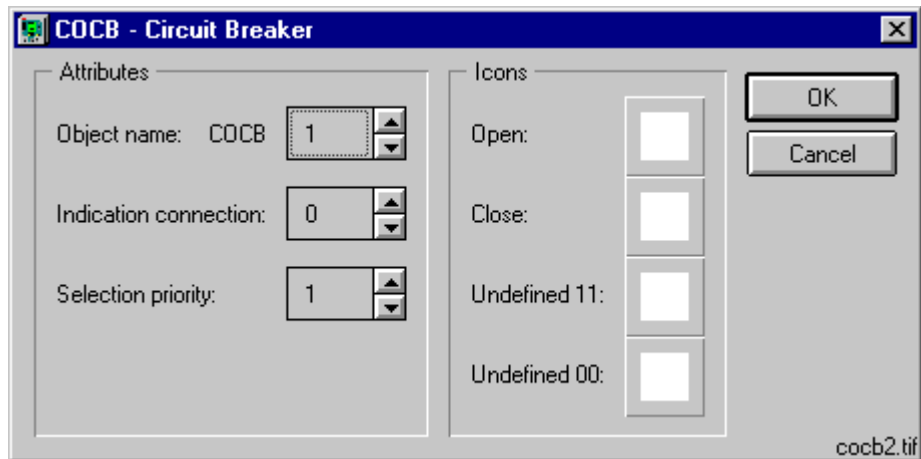 COCB - Circuit Breaker
Attributes
Object name: COCB 1
Indication connection: 0
Selection priority: 1
Icons
Open:
Close:
Undefined 11:
Undefined 00:
OK
Cancel
cocb2.tif